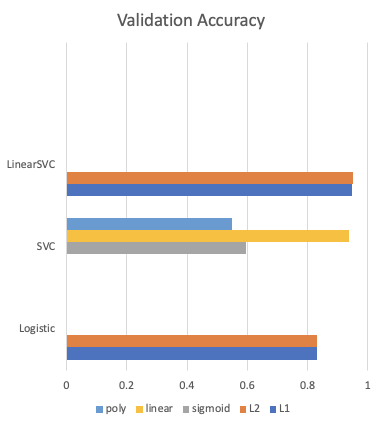 Validation Accuracy
LinearSVC
SVC
Logistic
0 0.2 0.4 0.6 0.8 1
poly linear sigmoid L2 L1